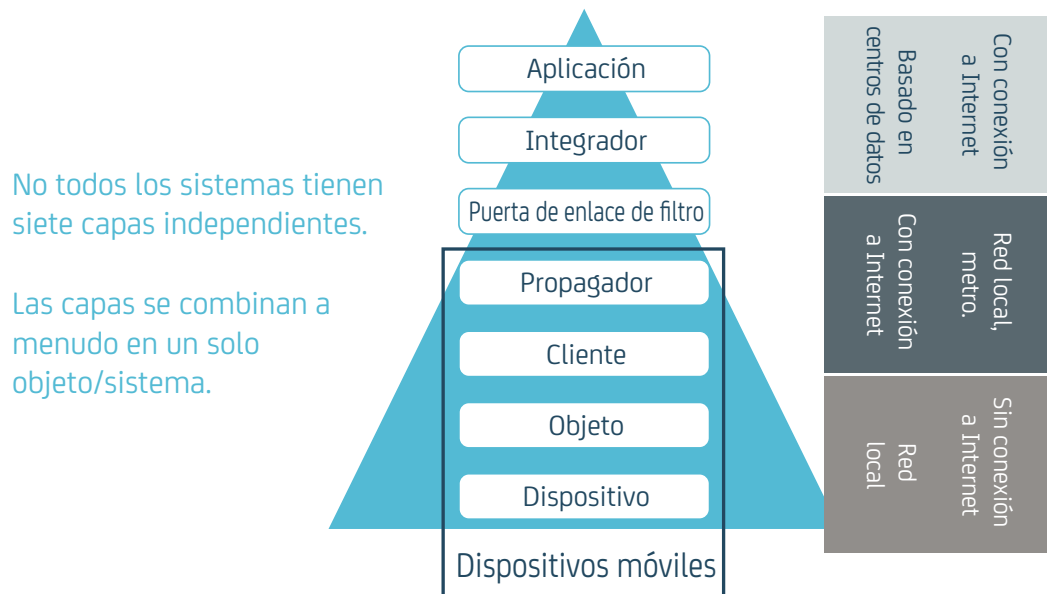 No todos los sistemas tienen
siete capas independientes.
Las capas se combinan a
menudo en un solo
objeto/sistema.
Aplicación
Integrador
Puerta de enlace de filtro
Propagador
Cliente
Objeto
Dispositivo
Dispositivos móviles
Con conexión
a Internet
Basado en
centros de datos
Red local,
metro.
Con conexión
a Internet
Sin conexión
a Internet
Red
local